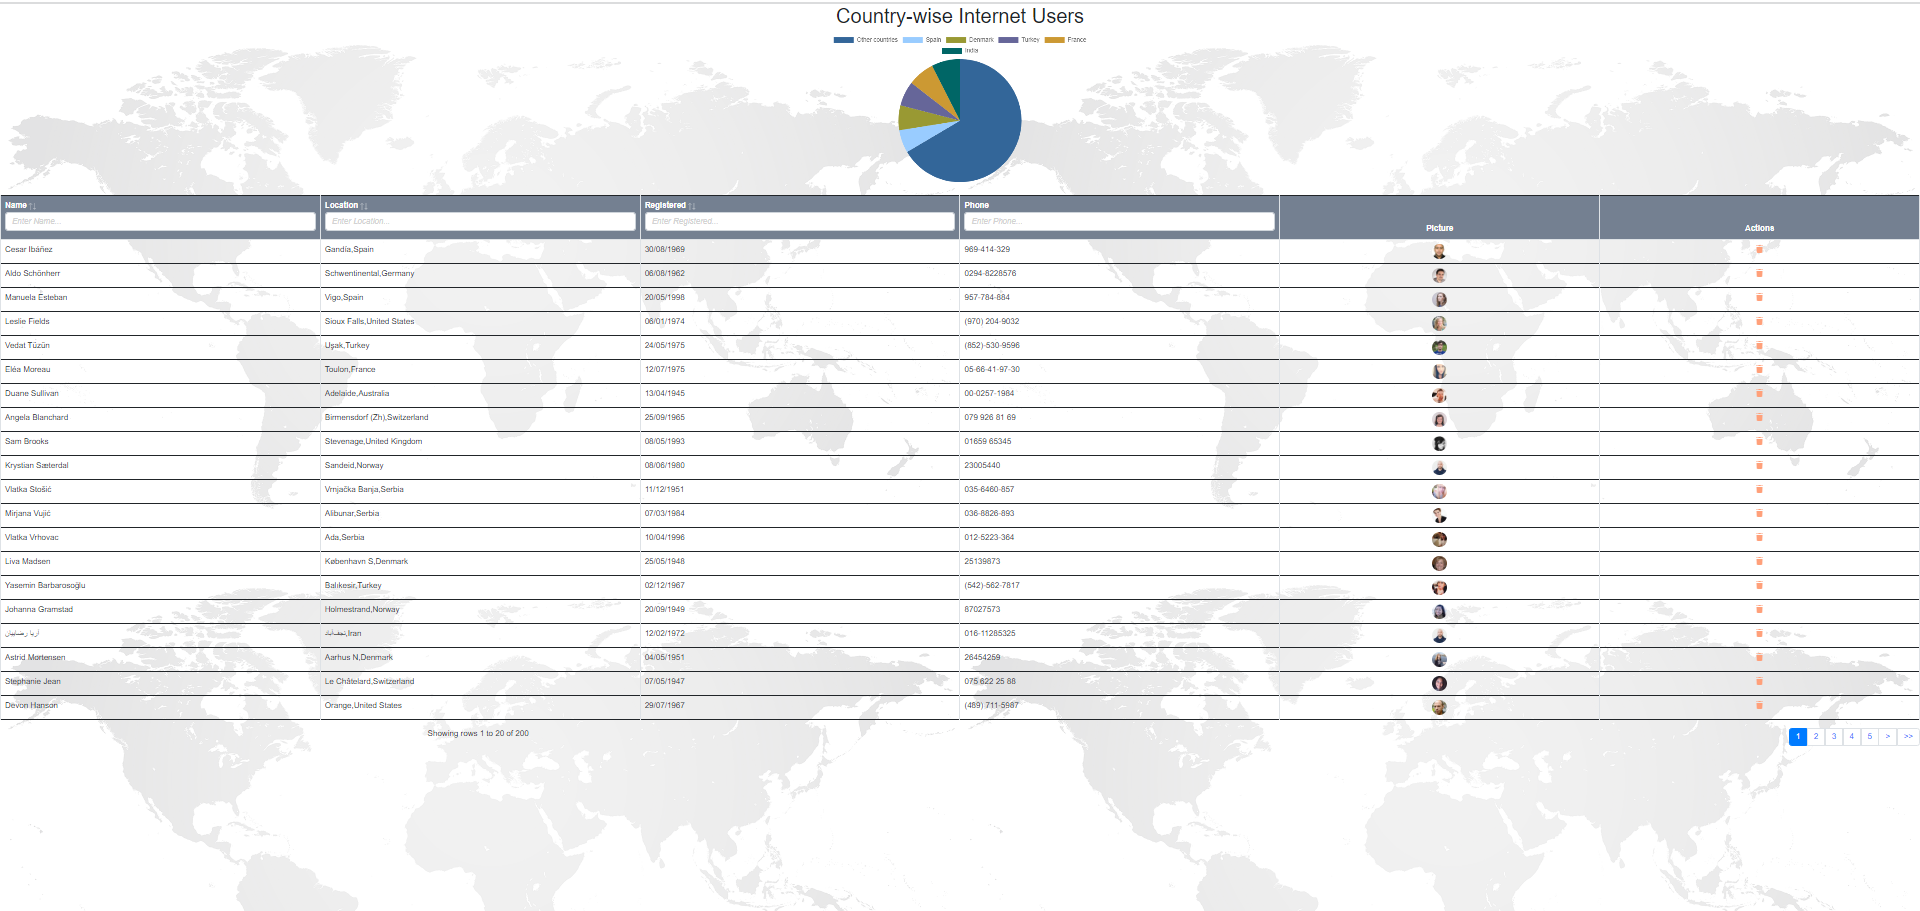 Country-wise Internet Users
Other countries Spain Denmark Turkey France
India
Name Location Registered Phone
Enter Name... Enter Location... Enter Registered... Enter Phone...
Picture Actions
Cesar Ibáñez Gandía,Spain 30/08/1969 969-414-329
Aldo Schönherr Schwentinental,Germany 06/08/1962 0294-8228576
Manuela Esteban Vigo,Spain 20/05/1998 957-784-884
Leslie Fields Sioux Falls,United States 06/01/1974 (970) 204-9032
Vedat Tüzün Uşak,Turkey 24/05/1975 (852)-530-9596
Eléa Moreau Toulon,France 12/07/1975 05-66-41-97-30
Duane Sullivan Adelaide,Australia 13/04/1945 00-0257-1984
Angela Blanchard Birmensdorf (Zh),Switzerland 25/09/1965 079 926 81 69
Sam Brooks Stevenage,United Kingdom 08/05/1993 01659 65345
Krystian Sæterdal Sandeid,Norway 08/06/1980 23005440
Vlatka Stošić Vrnjačka Banja,Serbia 11/12/1951 035-6460-857
Mirjana Vujić Alibunar,Serbia 07/03/1984 036-8826-893
Vlatka Vrhovac Ada,Serbia 10/04/1996 012-5223-364
Liva Madsen København S,Denmark 25/05/1948 25139873
Yasemin Barbarosoğlu Balıkesir,Turkey 02/12/1967 (542)-562-7817
Johanna Gramstad Holmestrand,Norway 20/09/1949 87027573
آریا رضاییان نجف‌آباد,Iran 12/02/1972 016-11285325
Astrid Mortensen Aarhus N,Denmark 04/05/1951 26454259
Stephanie Jean Le Châtelard,Switzerland 07/05/1947 075 622 25 88
Devon Hanson Orange,United States 29/07/1967 (489) 711-5987
Showing rows 1 to 20 of 200 1 2 3 4 5 > >>